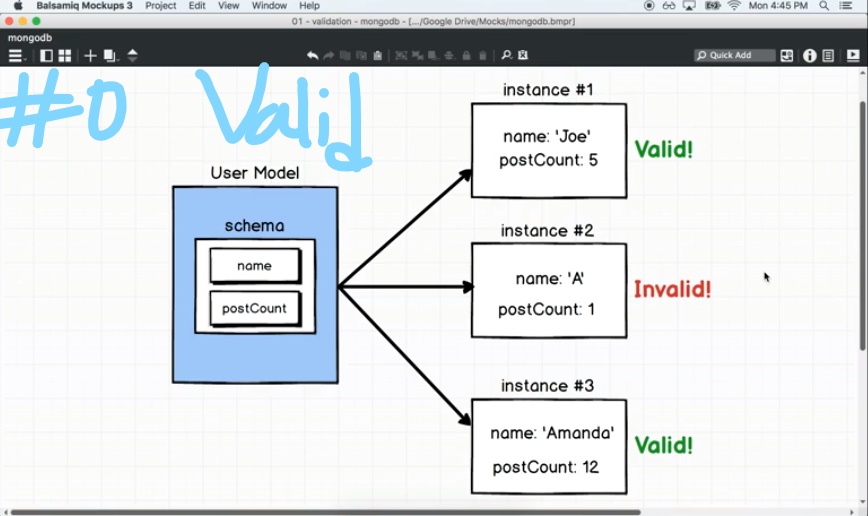 Balsamiq Mockups 3 Project Edit View Window Help Mon 4:45 PM
01 - validation - mongodb - [.../Google Drive/Mocks/mongodb.bmpr]
mongodb
Quick Add
#0 Valid
instance #1
name: 'Joe'
postCount: 5
Valid!
User Model
schema
name
postCount
instance #2
name: 'A'
postCount: 1
Invalid!
instance #3
name: 'Amanda'
postCount: 12
Valid!